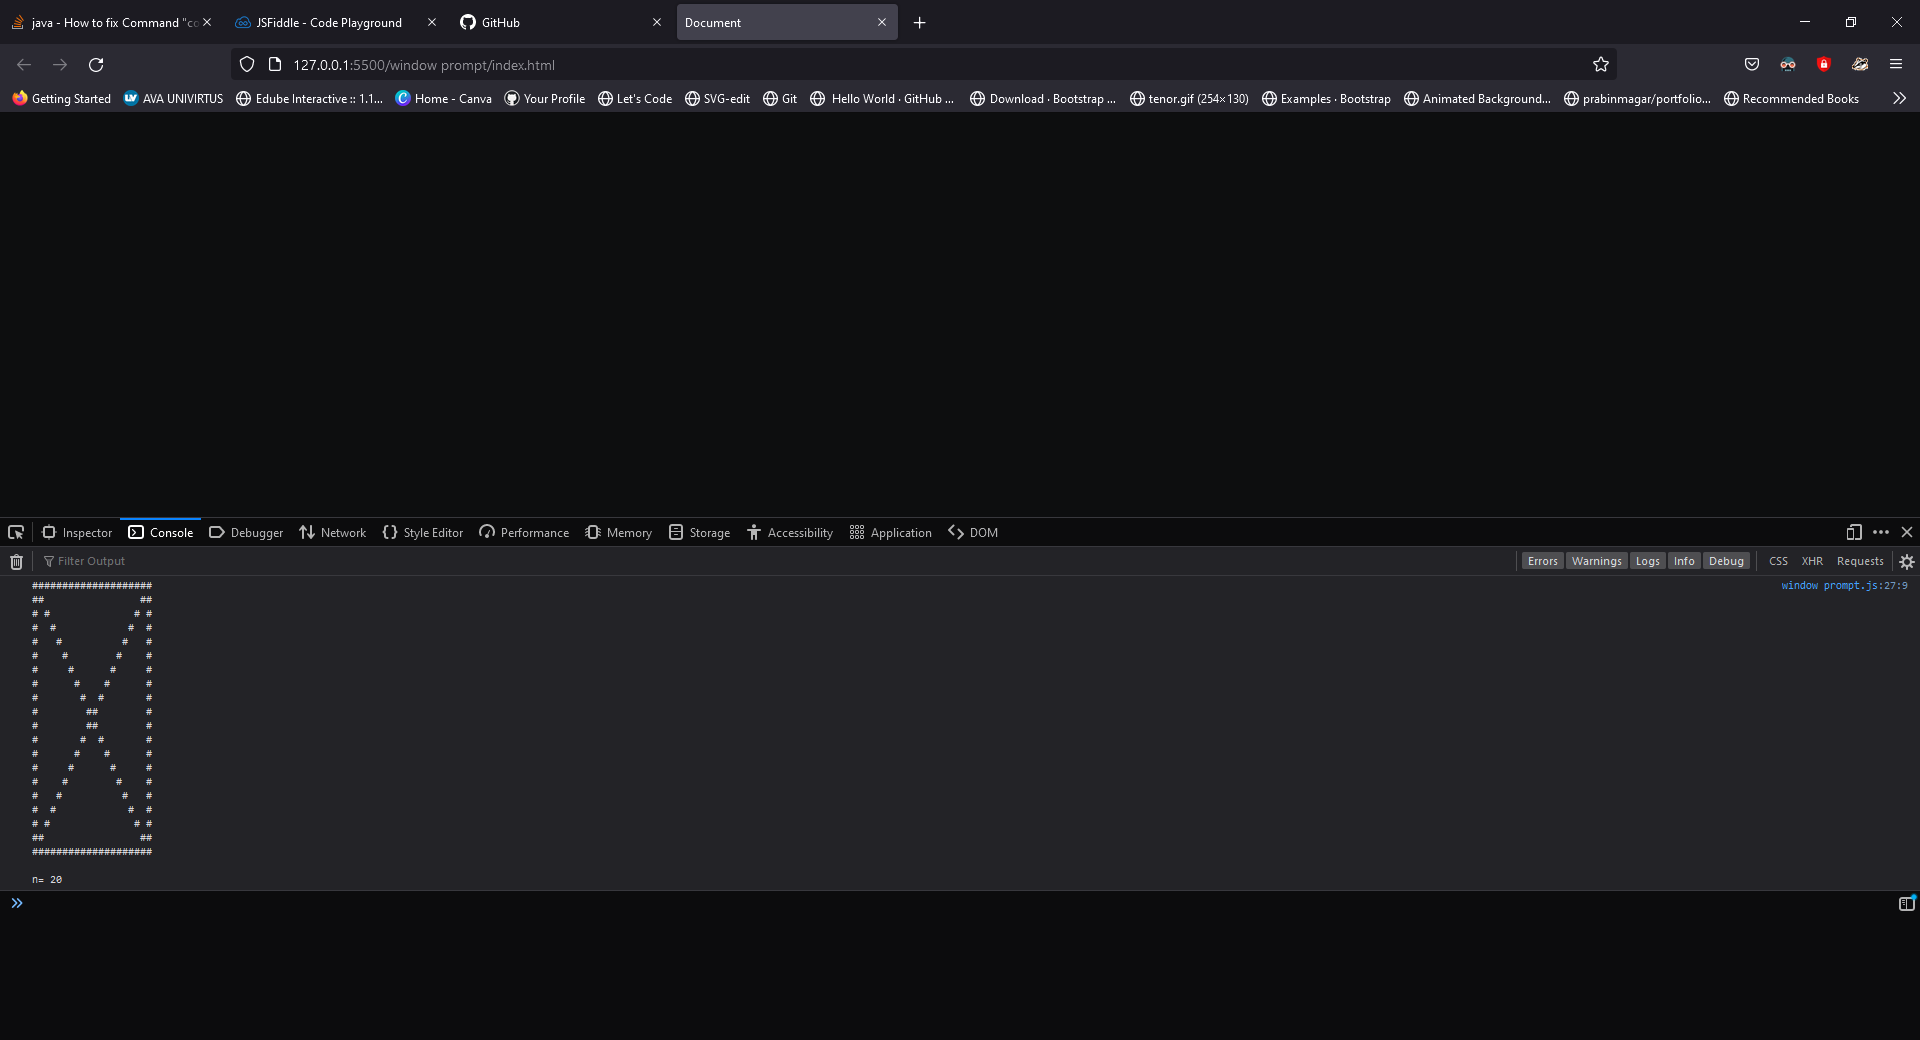 java - How to fix Command "co
JSFiddle - Code Playground
GitHub
Document
127.0.0.1:5500/window prompt/index.html
Getting Started AVA UNIVIRTUS Edube Interactive :: 1.1... Home - Canva Your Profile Let's Code SVG-edit Git Hello World · GitHub ... Download · Bootstrap ... tenor.gif (254×130) Examples · Bootstrap Animated Background... prabinmagar/portfolio... Recommended Books
Inspector Console Debugger Network Style Editor Performance Memory Storage Accessibility Application DOM
Filter Output Errors Warnings Logs Info Debug CSS XHR Requests
#################### window prompt.js:27:9
##                ##
# #              # #
#  #            #  #
#   #          #   #
#    #        #    #
#     #      #     #
#      #    #      #
#       #  #       #
#        ##        #
#        ##        #
#       #  #       #
#      #    #      #
#     #      #     #
#    #        #    #
#   #          #   #
#  #            #  #
# #              # #
##                ##
####################
n= 20